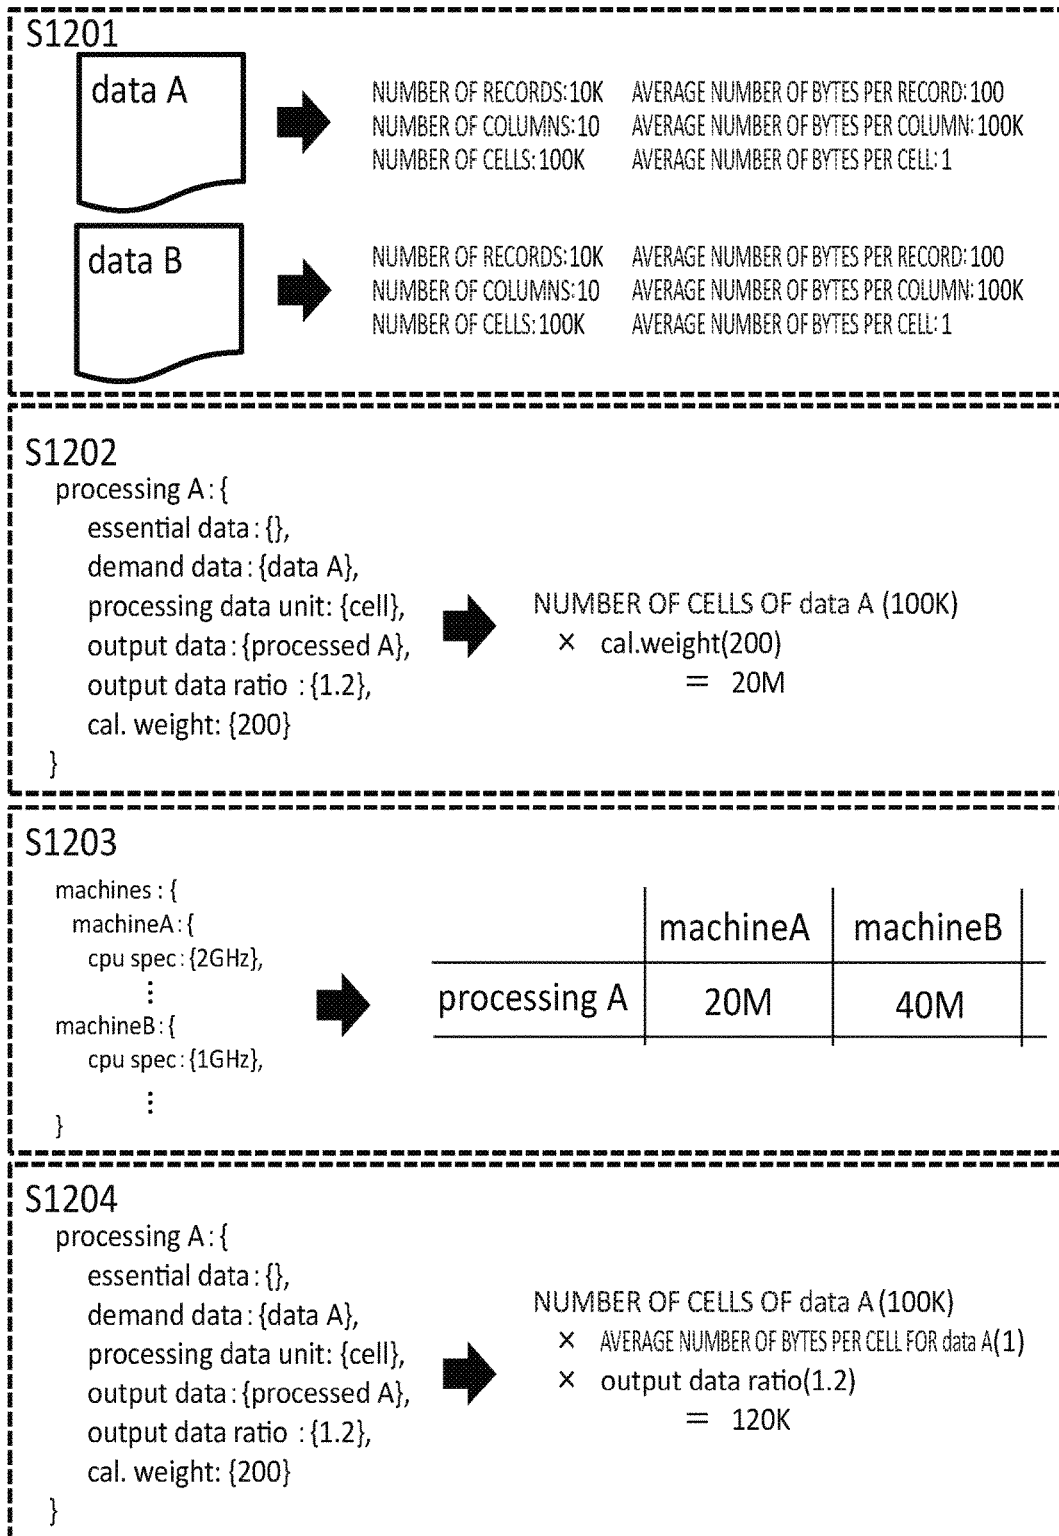 S1201
data A
NUMBER OF RECORDS:10K AVERAGE NUMBER OF BYTES PER RECORD:100
NUMBER OF COLUMNS:10 AVERAGE NUMBER OF BYTES PER COLUMN:100K
NUMBER OF CELLS:100K AVERAGE NUMBER OF BYTES PER CELL:1
data B
NUMBER OF RECORDS:10K AVERAGE NUMBER OF BYTES PER RECORD:100
NUMBER OF COLUMNS:10 AVERAGE NUMBER OF BYTES PER COLUMN:100K
NUMBER OF CELLS:100K AVERAGE NUMBER OF BYTES PER CELL:1
S1202
processing A:{
essential data:{},
demand data:{data A},
processing data unit: {cell},
output data:{processed A},
output data ratio :{1.2},
cal. weight: {200}
}
NUMBER OF CELLS OF data A (100K)
× cal.weight(200)
= 20M
S1203
machines : {
machineA:{
cpu spec:{2GHz},
⋮
machineB:{
cpu spec:{1GHz},
⋮
}
machineA machineB
processing A 20M 40M
S1204
processing A:{
essential data:{},
demand data:{data A},
processing data unit: {cell},
output data:{processed A},
output data ratio :{1.2},
cal. weight: {200}
}
NUMBER OF CELLS OF data A (100K)
× AVERAGE NUMBER OF BYTES PER CELL FOR data A(1)
× output data ratio(1.2)
= 120K